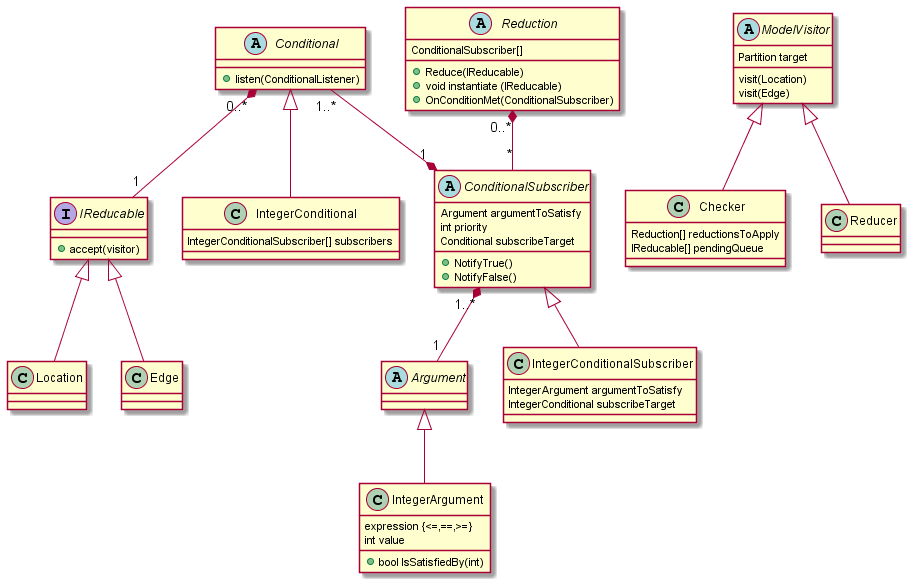 A Conditional
listen(ConditionalListener)
A Reduction
ConditionalSubscriber[]
Reduce(IReducable)
void instantiate (IReducable)
OnConditionMet(ConditionalSubscriber)
A ModelVisitor
Partition target
visit(Location)
visit(Edge)
0..*
1..*
0..*
*
1
1
I IReducable
accept(visitor)
C IntegerConditional
IntegerConditionalSubscriber[] subscribers
A ConditionalSubscriber
Argument argumentToSatisfy
int priority
Conditional subscribeTarget
NotifyTrue()
NotifyFalse()
C Checker
Reduction[] reductionsToApply
IReducable[] pendingQueue
C Reducer
1..*
1
C Location
C Edge
A Argument
C IntegerConditionalSubscriber
IntegerArgument argumentToSatisfy
IntegerConditional subscribeTarget
C IntegerArgument
expression {<=,==,>=}
int value
bool IsSatisfiedBy(int)